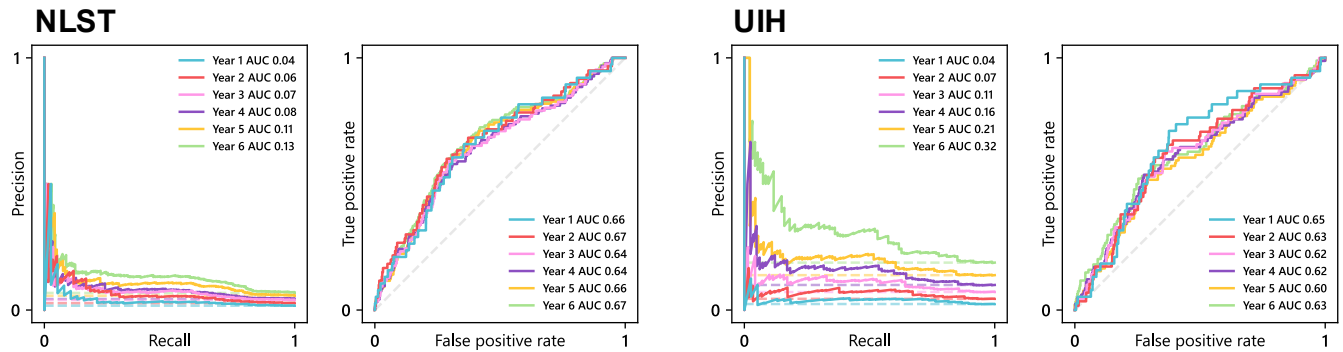 NLST
UIH
1
Year 1 AUC 0.04
Year 2 AUC 0.06
Year 3 AUC 0.07
Year 4 AUC 0.08
Year 5 AUC 0.11
Year 6 AUC 0.13
Precision
0
0
Recall
1
1
Year 1 AUC 0.66
Year 2 AUC 0.67
Year 3 AUC 0.64
Year 4 AUC 0.64
Year 5 AUC 0.66
Year 6 AUC 0.67
True positive rate
0
0
False positive rate
1
1
Year 1 AUC 0.04
Year 2 AUC 0.07
Year 3 AUC 0.11
Year 4 AUC 0.16
Year 5 AUC 0.21
Year 6 AUC 0.32
Precision
0
0
Recall
1
1
Year 1 AUC 0.65
Year 2 AUC 0.63
Year 3 AUC 0.62
Year 4 AUC 0.62
Year 5 AUC 0.60
Year 6 AUC 0.63
True positive rate
0
0
False positive rate
1